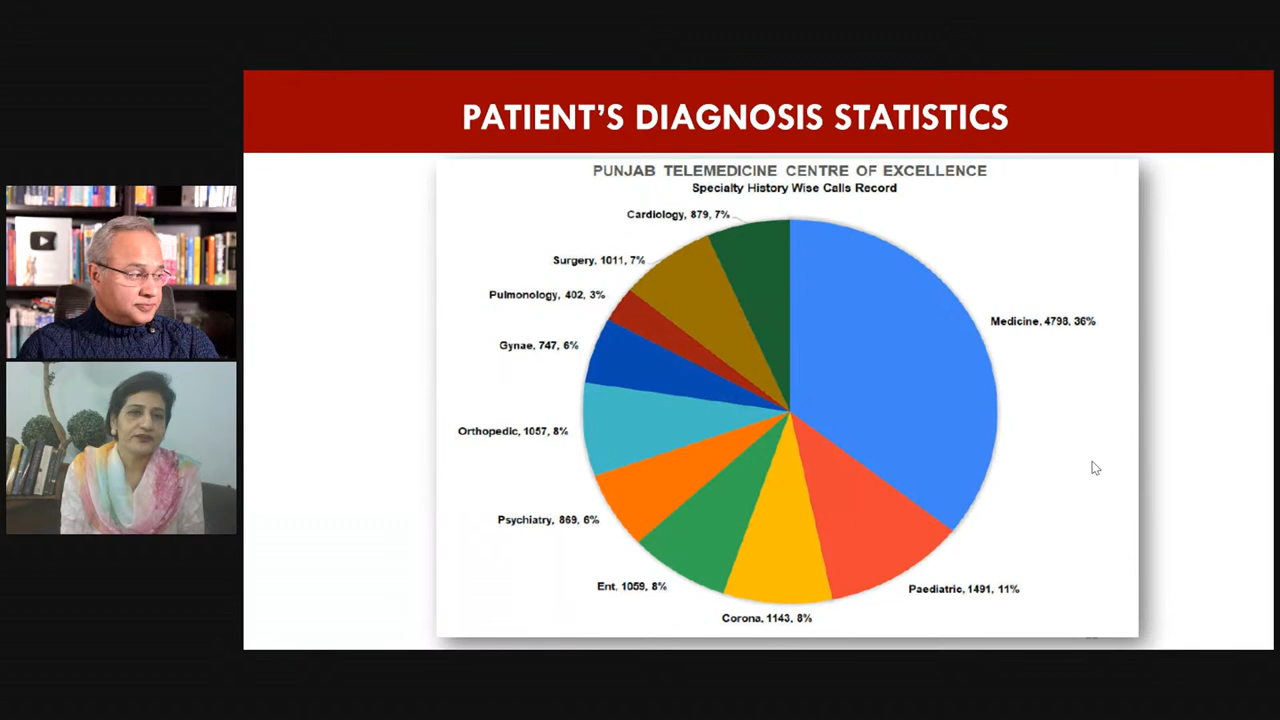 PATIENT'S DIAGNOSIS STATISTICS
PUNJAB TELEMEDICINE CENTRE OF EXCELLENCE
Specialty History Wise Calls Record
Cardiology, 879, 7%
Surgery, 1011, 7%
Pulmonology, 402, 3%
Medicine, 4798, 36%
Gynae, 747, 6%
Orthopedic, 1057, 8%
Psychiatry, 869, 6%
Ent, 1059, 8%
Paediatric, 1491, 11%
Corona, 1143, 8%